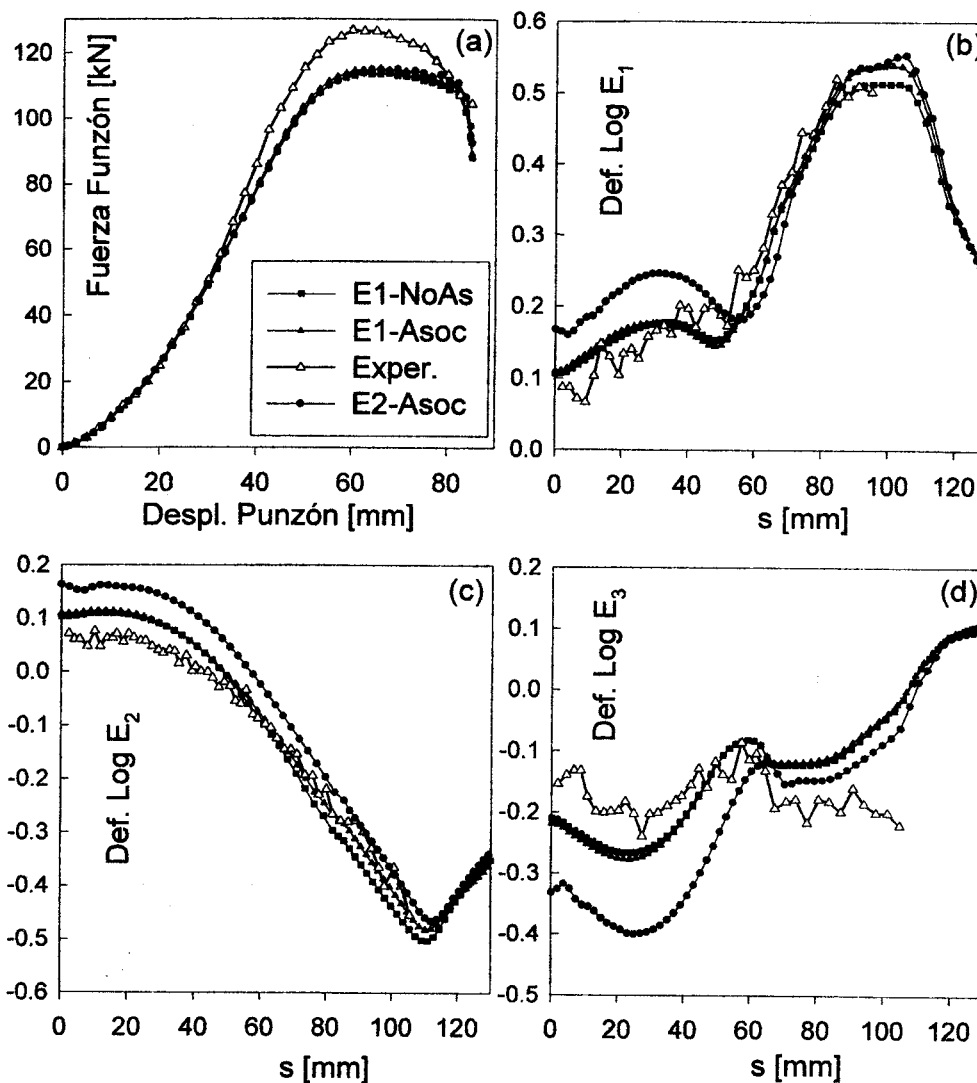 (a)
Fuerza Funzón [kN]
120
100
80
60
40
20
0
E1-NoAs
E1-Asoc
Exper.
E2-Asoc
0 20 40 60 80
Despl. Punzón [mm]
(b)
Def. Log E1
0.6
0.5
0.4
0.3
0.2
0.1
0.0
0 20 40 60 80 100 120
s [mm]
(c)
Def. Log E2
0.2
0.1
0.0
-0.1
-0.2
-0.3
-0.4
-0.5
-0.6
0 20 40 60 80 100 120
s [mm]
(d)
Def. Log E3
0.2
0.1
0.0
-0.1
-0.2
-0.3
-0.4
-0.5
0 20 40 60 80 100 120
s [mm]